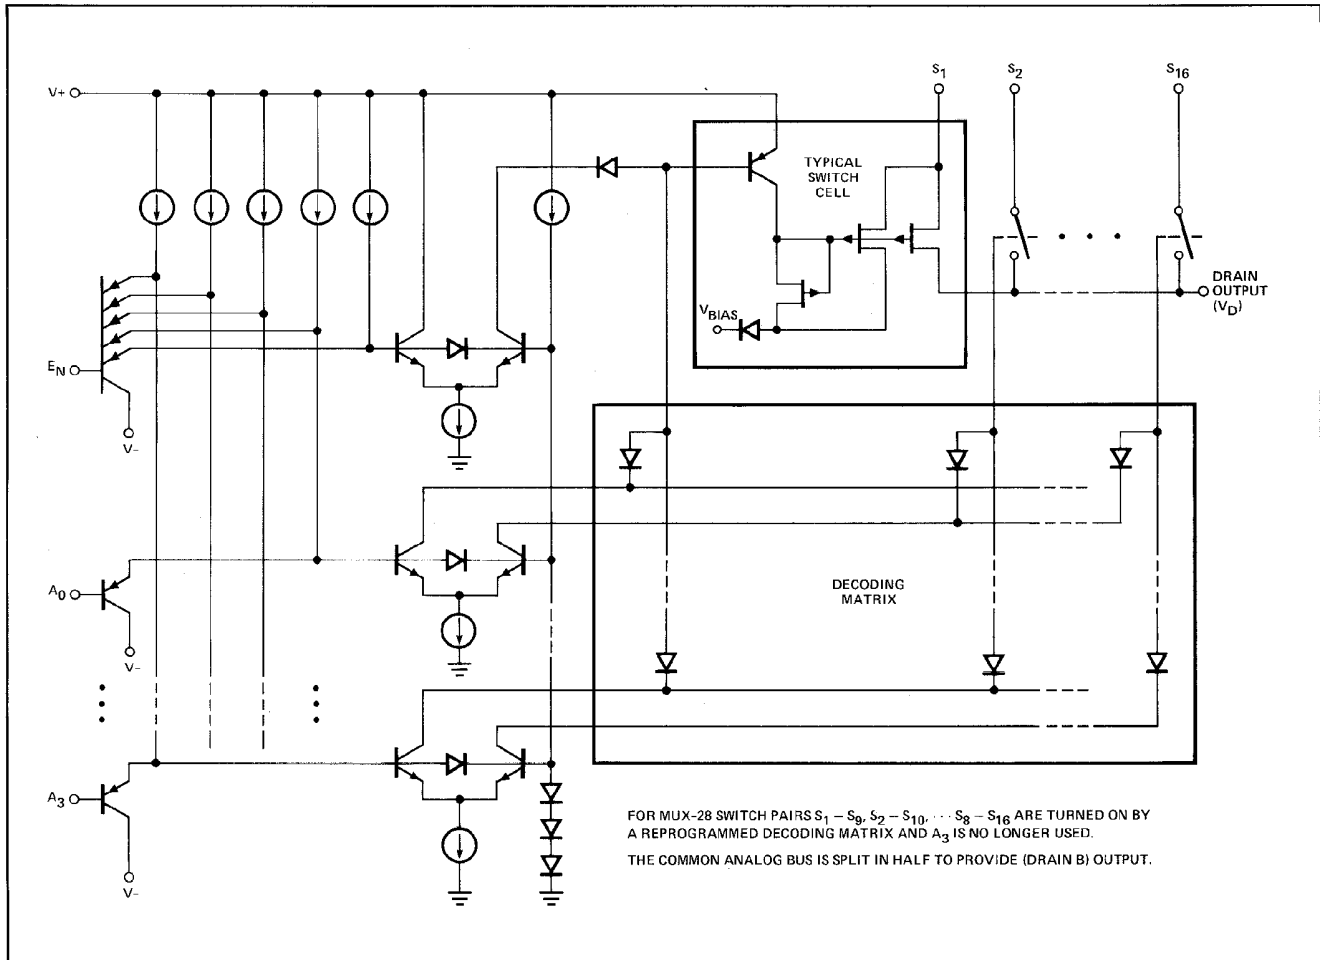 S1
S2
S16
V+
TYPICAL
SWITCH
CELL
DRAIN
OUTPUT
(VD)
VBIAS
EN
V–
A0
DECODING
MATRIX
V–
A3
FOR MUX-28 SWITCH PAIRS S1 – S9, S2 – S10, ··· S8 – S16 ARE TURNED ON BY
A REPROGRAMMED DECODING MATRIX AND A3 IS NO LONGER USED.
THE COMMON ANALOG BUS IS SPLIT IN HALF TO PROVIDE (DRAIN B) OUTPUT.
V–